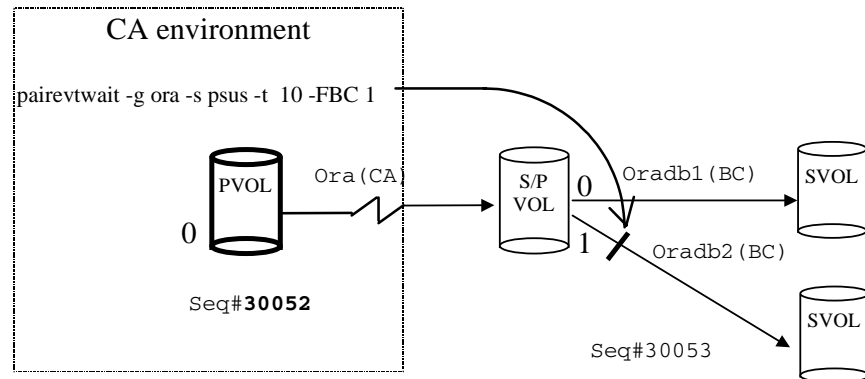 CA environment
pairevtwait -g ora -s psus -t 10 -FBC 1
PVOL
Ora(CA)
0
Seq#30052
S/P
VOL
0
1
Oradb1(BC)
SVOL
Oradb2(BC)
Seq#30053
SVOL